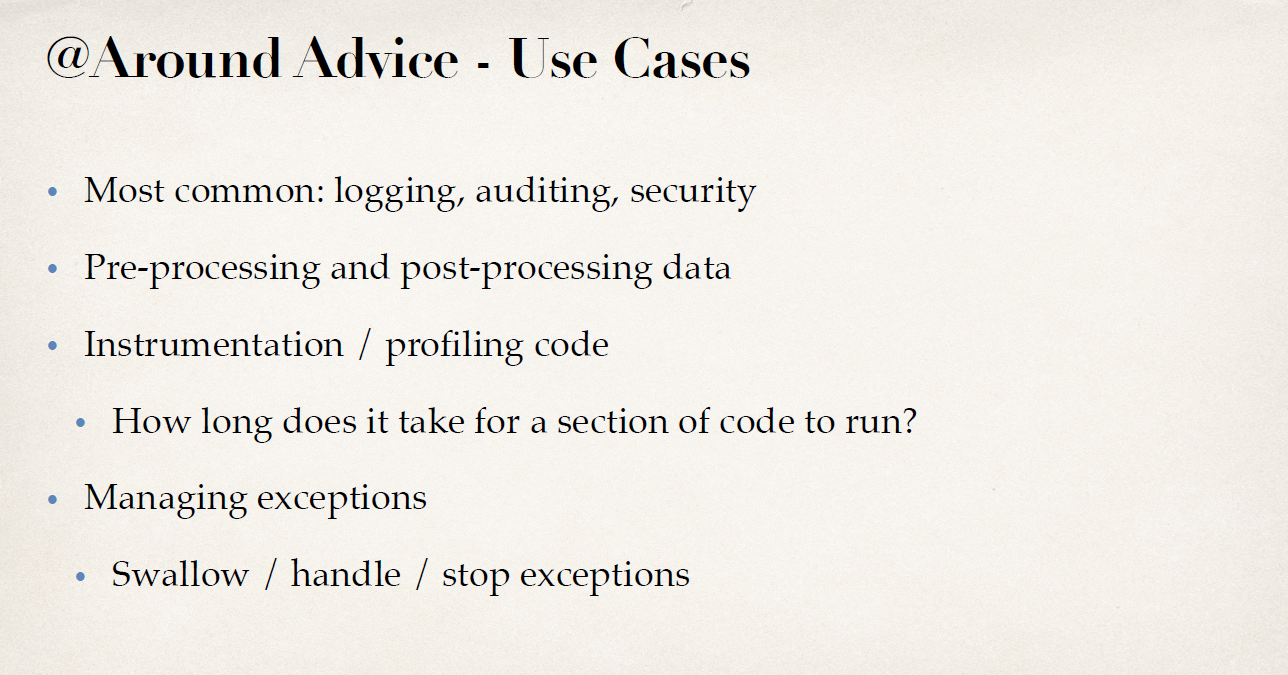 @Around Advice - Use Cases
• Most common: logging, auditing, security
• Pre-processing and post-processing data
• Instrumentation / profiling code
• How long does it take for a section of code to run?
• Managing exceptions
• Swallow / handle / stop exceptions